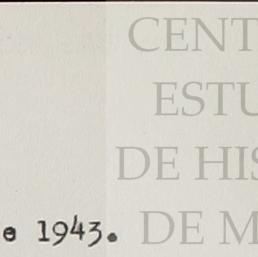 CENT
ESTU
DE HIS
e 1943. DE M